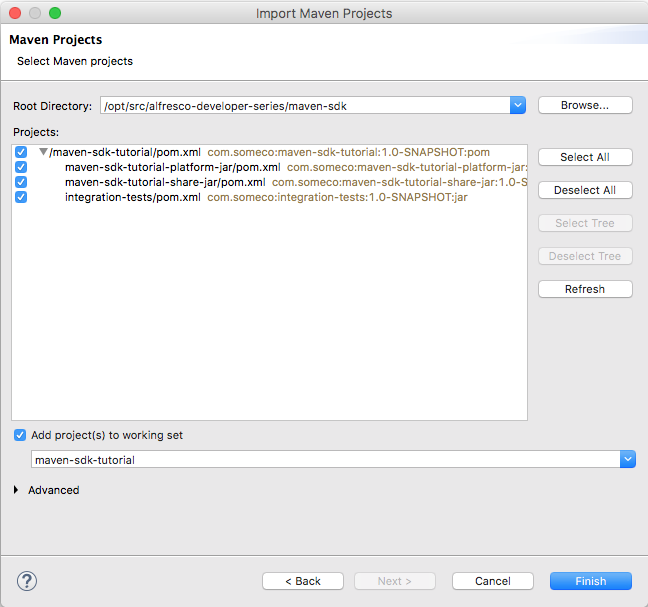 Import Maven Projects
Maven Projects
Select Maven projects
Root Directory: /opt/src/alfresco-developer-series/maven-sdk Browse...
Projects:
/maven-sdk-tutorial/pom.xml com.someco:maven-sdk-tutorial:1.0-SNAPSHOT:pom
maven-sdk-tutorial-platform-jar/pom.xml com.someco:maven-sdk-tutorial-platform-jar:
maven-sdk-tutorial-share-jar/pom.xml com.someco:maven-sdk-tutorial-share-jar:1.0-S
integration-tests/pom.xml com.someco:integration-tests:1.0-SNAPSHOT:jar
Select All
Deselect All
Select Tree
Deselect Tree
Refresh
Add project(s) to working set
maven-sdk-tutorial
Advanced
? < Back Next > Cancel Finish